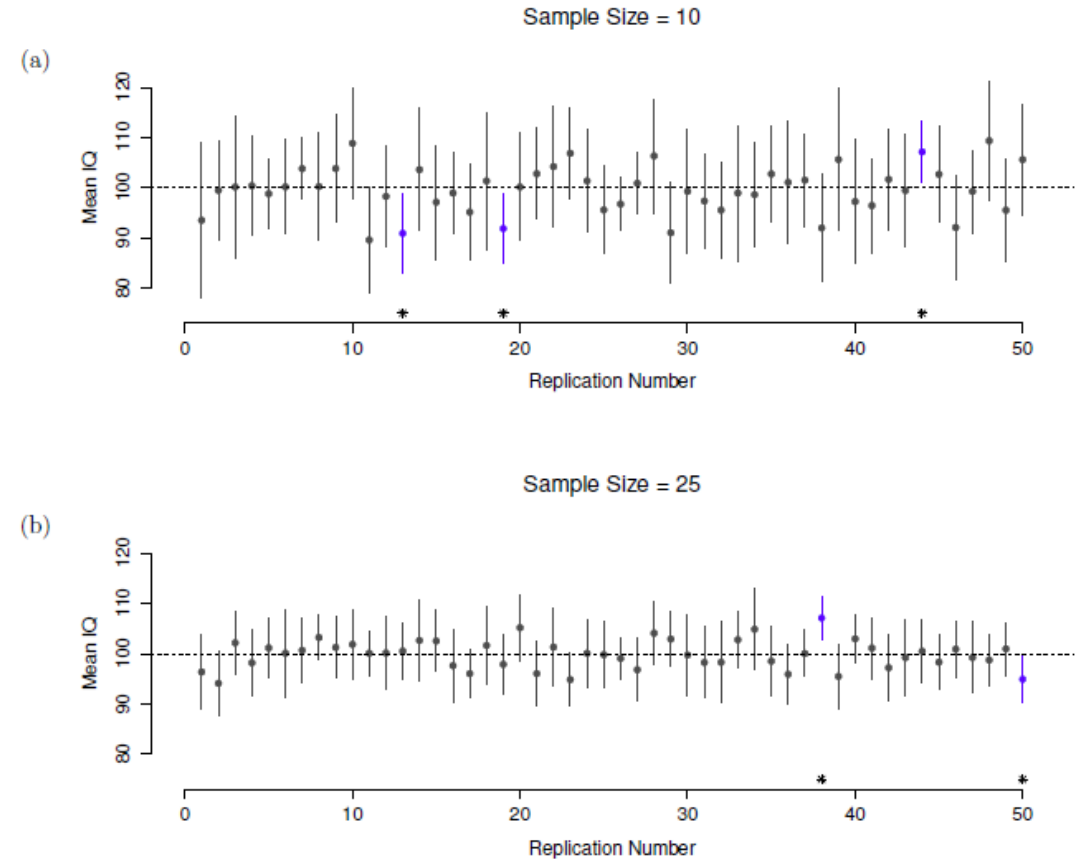 Sample Size = 10
(a)
Mean IQ
120
110
100
90
80
* * *
0 10 20 30 40 50
Replication Number
Sample Size = 25
(b)
Mean IQ
120
110
100
90
80
* *
0 10 20 30 40 50
Replication Number